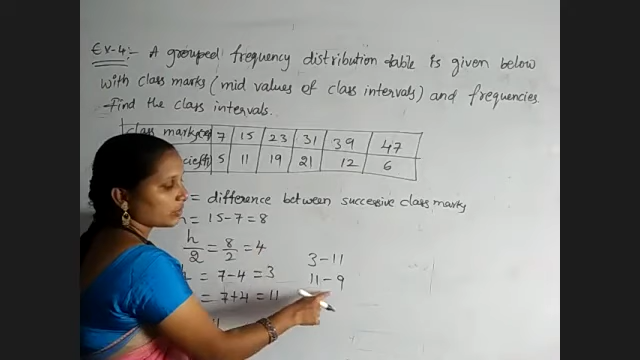 Ex-4:- A grouped frequency distribution table is given below
with class marks (mid values of class intervals) and frequencies.
Find the class intervals.
class marks 7 15 23 31 39 47
5 11 19 21 12 6
= difference between successive class marks
= 15-7 = 8
h/2 = 8/2 = 4
= 7-4 = 3
= 7+4 = 11
3-11
11-9